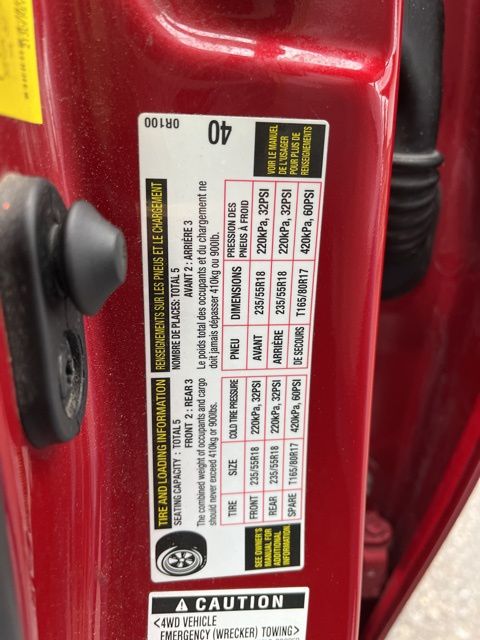 TIRE AND LOADING INFORMATION
SEATING CAPACITY : TOTAL 5
FRONT 2 : REAR 3
The combined weight of occupants and cargo
should never exceed 410kg or 900lbs.
TIRE SIZE COLD TIRE PRESSURE
FRONT 235/55R18 220kPa, 32PSI
REAR 235/55R18 220kPa, 32PSI
SPARE T165/80R17 420kPa, 60PSI
SEE OWNER'S
MANUAL FOR
ADDITIONAL
INFORMATION
RENSEIGNEMENTS SUR LES PNEUS ET LE CHARGEMENT
NOMBRE DE PLACES: TOTAL 5
AVANT 2 : ARRIÈRE 3
Le poids total des occupants et du chargement ne
doit jamais dépasser 410kg ou 900lb.
PNEU DIMENSIONS PRESSION DES
PNEUS À FROID
AVANT 235/55R18 220kPa, 32PSI
ARRIÈRE 235/55R18 220kPa, 32PSI
DE SECOURS T165/80R17 420kPa, 60PSI
VOIR LE MANUEL
DE L'USAGER
POUR PLUS DE
RENSEIGNEMENTS
0R100
40
CAUTION
<4WD VEHICLE
EMERGENCY (WRECKER) TOWING>